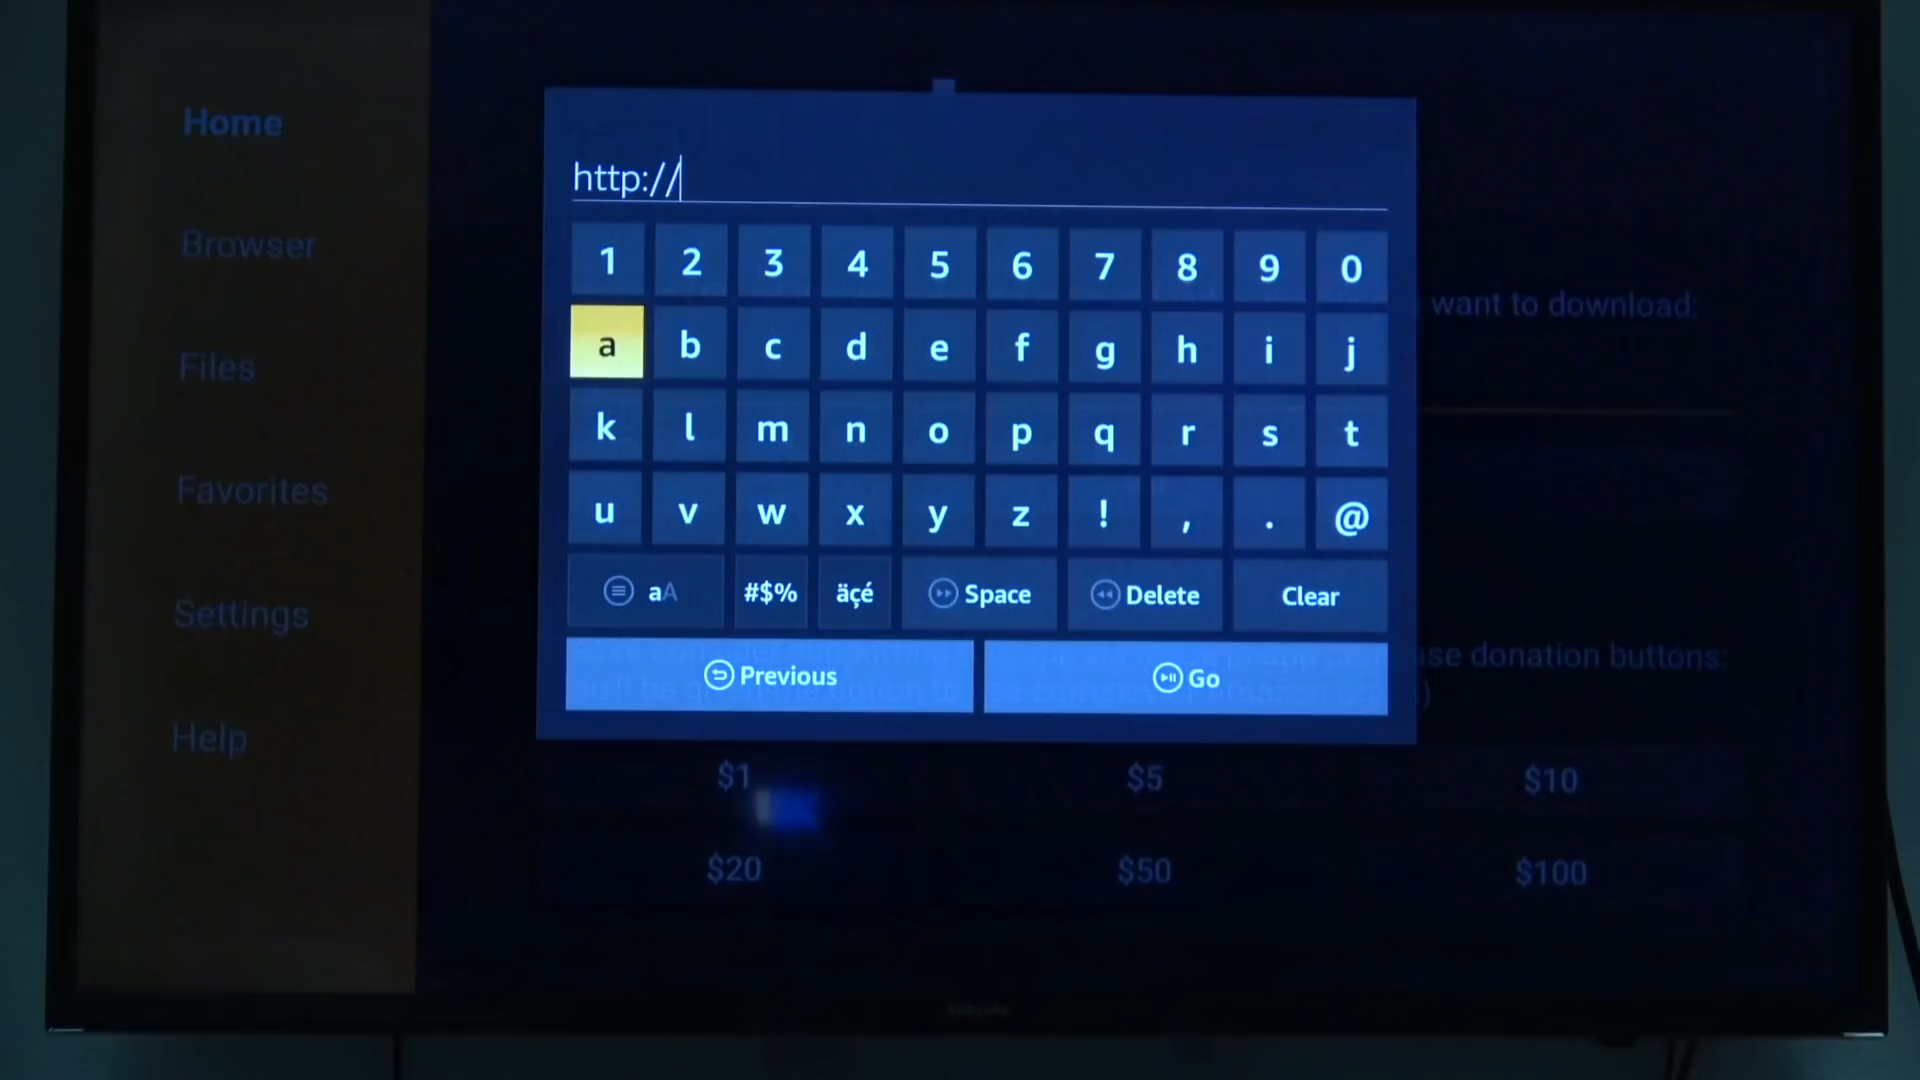 Home
Browser
Files
Favorites
Settings
Help
http://
1 2 3 4 5 6 7 8 9 0
a b c d e f g h i j
k l m n o p q r s t
u v w x y z ! , . @
aA #$% äçé Space Delete Clear
Previous Go
want to download:
donation buttons:
$1 $5 $10
$20 $50 $100